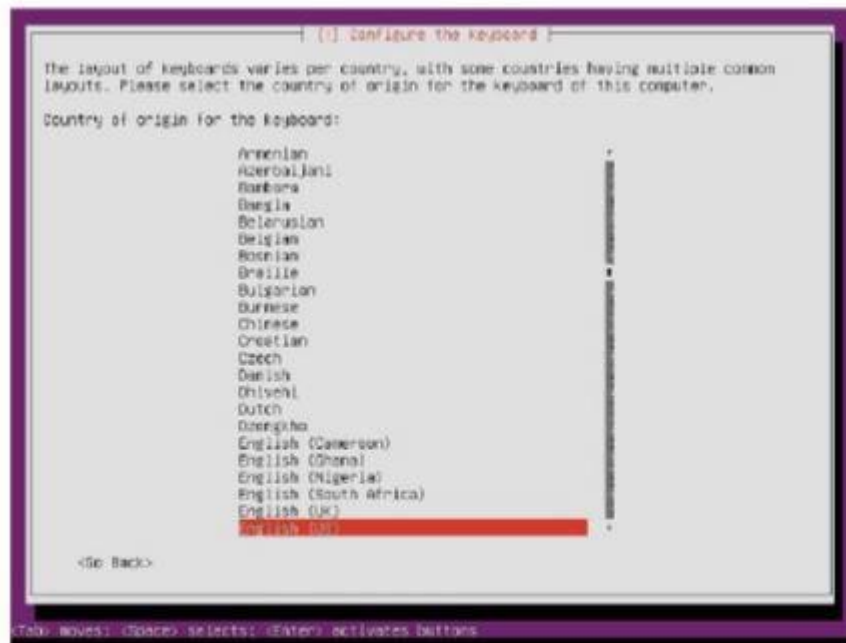 [!] Configure the keyboard
The layout of keyboards varies per country, with some countries having multiple common
layouts. Please select the country of origin for the keyboard of this computer.
Country of origin for the keyboard:
Armenian
Azerbaijani
Bambara
Bangla
Belarusian
Belgian
Bosnian
Braille
Bulgarian
Burmese
Chinese
Croatian
Czech
Danish
Dhivehi
Dutch
Dzongkha
English (Cameroon)
English (Ghana)
English (Nigeria)
English (South Africa)
English (UK)
English (US)
<Go Back>
<Tab> moves; <Space> selects; <Enter> activates buttons